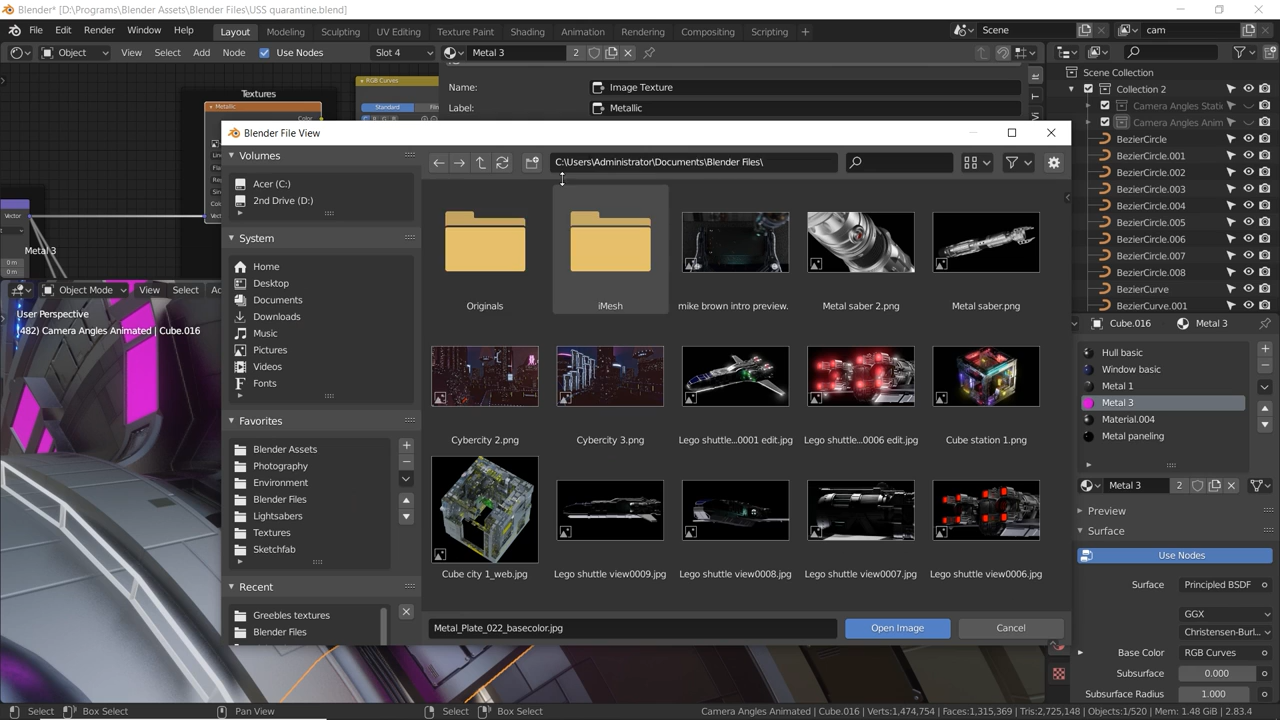 Blender* [D:\Programs\Blender Assets\Blender Files\USS quarantine.blend]
File Edit Render Window Help Layout Modeling Sculpting UV Editing Texture Paint Shading Animation Rendering Compositing Scripting + Scene cam
Object View Select Add Node Use Nodes Slot 4 Metal 3 2
Textures
RGB Curves
Metallic
Standard
Color
Name: Image Texture
Label: Metallic
Vector
Metal 3
0 m
0 m
Object Mode View Select
User Perspective
(482) Camera Angles Animated | Cube.016
Blender File View
Volumes
Acer (C:)
2nd Drive (D:)
System
Home
Desktop
Documents
Downloads
Music
Pictures
Videos
Fonts
Favorites
Blender Assets
Photography
Environment
Blender Files
Lightsabers
Textures
Sketchfab
Recent
Greebles textures
Blender Files
C:\Users\Administrator\Documents\Blender Files\
Originals iMesh mike brown intro preview. Metal saber 2.png Metal saber.png
Cybercity 2.png Cybercity 3.png Lego shuttle...0001 edit.jpg Lego shuttle...0006 edit.jpg Cube station 1.png
Cube city 1_web.jpg Lego shuttle view0009.jpg Lego shuttle view0008.jpg Lego shuttle view0007.jpg Lego shuttle view0006.jpg
Metal_Plate_022_basecolor.jpg Open Image Cancel
Scene Collection
Collection 2
Camera Angles Stati
Camera Angles Anim
BezierCircle
BezierCircle.001
BezierCircle.002
BezierCircle.003
BezierCircle.004
BezierCircle.005
BezierCircle.006
BezierCircle.007
BezierCircle.008
BezierCurve
BezierCurve.001
Cube.016 Metal 3
Hull basic
Window basic
Metal 1
Metal 3
Material.004
Metal paneling
Metal 3 2
Preview
Surface
Use Nodes
Surface Principled BSDF
GGX
Christensen-Burl...
Base Color RGB Curves
Subsurface 0.000
Subsurface Radius 1.000
Select Box Select Pan View Select Box Select Camera Angles Animated | Cube.016 | Verts:1,474,754 | Faces:1,315,369 | Tris:2,725,148 | Objects:1/520 | Mem: 1.48 GiB | 2.83.4